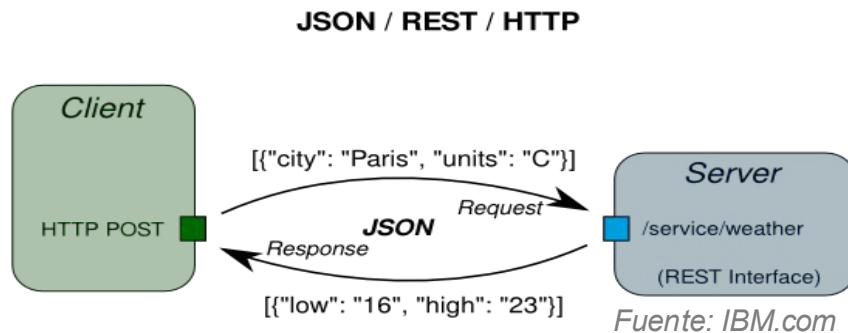 JSON / REST / HTTP
Client
[{"city": "Paris", "units": "C"}]
Server
Request
HTTP POST
JSON
/service/weather
Response
(REST Interface)
[{"low": "16", "high": "23"}]
Fuente: IBM.com